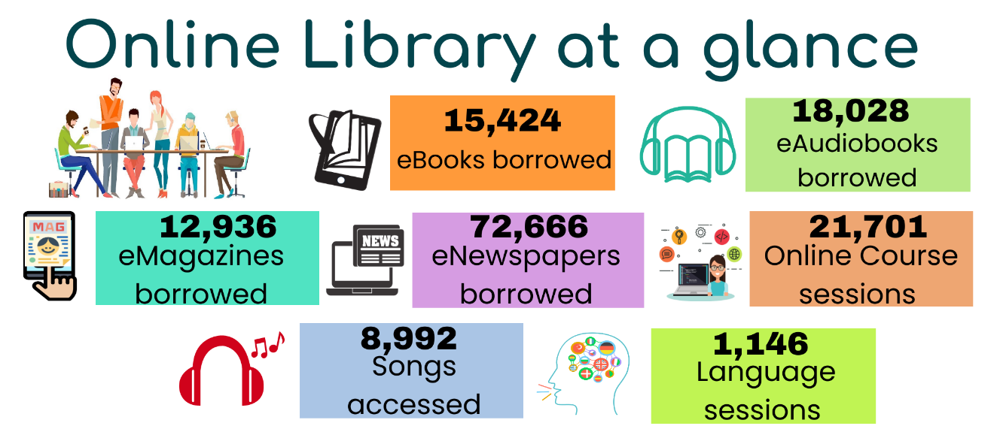 Online Library at a glance
15,424
eBooks borrowed
18,028
eAudiobooks
borrowed
MAG
12,936
eMagazines
borrowed
NEWS
72,666
eNewspapers
borrowed
</>
21,701
Online Course
sessions
8,992
Songs
accessed
1,146
Language
sessions